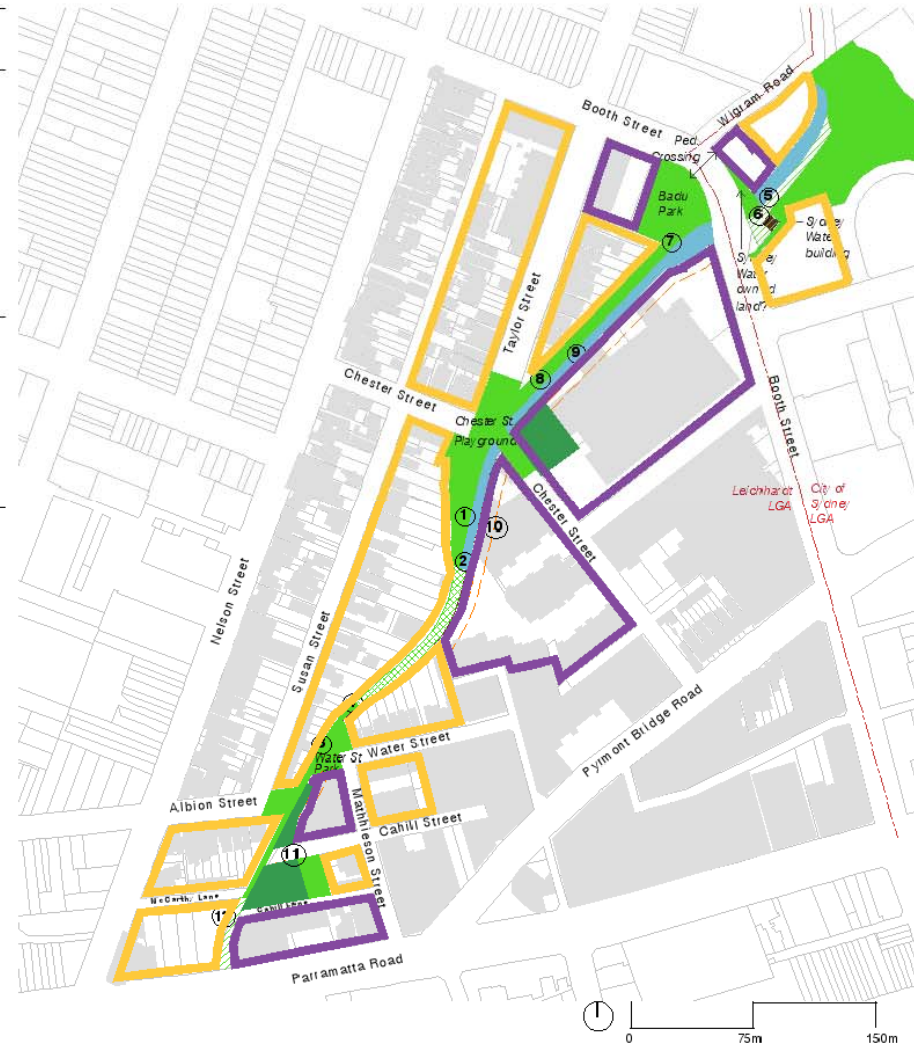 Booth Street
Wigram Road
Ped.
Crossing
Badu
Park
5
6
7
Sydney
Water
building
Sydney
Water
owned
land?
Taylor Street
9
8
Chester Street
Chester St
Playground
Booth Street
Leichhardt
LGA
City of
Sydney
LGA
1
10
Chester Street
2
Nelson Street
Susan Street
Pyrmont Bridge Road
Water Street
Water St
Park
Albion Street
Mathhieson Street
Cahill Street
11
McCarthy Lane
Cahill Lane
Parramatta Road
0
75m
150m